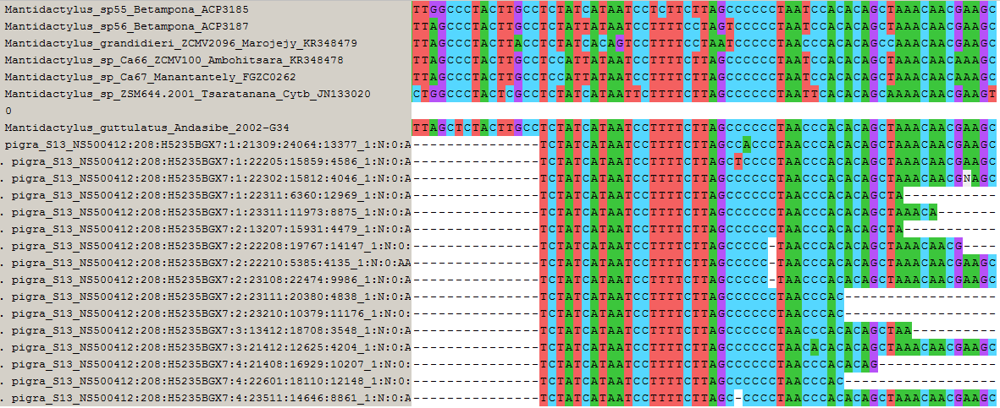 Mantidactylus_sp55_Betampona_ACP3185 TTGGCCCTACTTGCCTCTATCATAATCCTCTTCTTAGCCCCCCTAATCCACACAGCTAAACAACGAAGC
Mantidactylus_sp56_Betampona_ACP3187 TTAGCCCTACTTGCCTCTATTATAATCCTTTTCCTAGTCCCCCTAATCCACACAGCTAAACAACGAAGC
Mantidactylus_grandidieri_ZCMV2096_Marojejy_KR348479 TTAGCCCTACTTACCTCTATCACAGTCCTTTTCCTAATCCCCCTAACCCACACAGCCAAACAACGAAGC
Mantidactylus_sp_Ca66_ZCMV100_Ambohitsara_KR348478 TTAGCCCTACTTGCCTCCATTATAATCCTTTTCTTAGCCCCCCTAATCCACACAGCTAAACAACAAAGC
Mantidactylus_sp_Ca67_Manantantely_FGZC0262 TTAGCCCTACTTGCCTCCATTATAATCCTTTTCTTAGCCCCCCTAACCCACACAGCTAAACAACGAAGC
Mantidactylus_sp_ZSM644.2001_Tsaratanana_Cytb_JN133020 CTGGCCCTACTCGCCTCTATCATAATTCTTTTCTTAGCCCCCCTAATTCACACAGCAAAACAACGAAGT
0
Mantidactylus_guttulatus_Andasibe_2002-G34 TTAGCTCTACTTGCCTCTATCATAATCCTTTTCTTAGCCCCCCTAACCCACACAGCTAAACAACGAAGC
pigra_S13_NS500412:208:H5235BGX7:1:21309:24064:13377_1:N:0:A ---------------TCTATCATAATCCTTTTCTTAGCCACCCTAACCCACACAGCTAAACAACGAAGC
. pigra_S13_NS500412:208:H5235BGX7:1:22205:15859:4586_1:N:0:A ---------------TCTATCATAATCCTTTTCTTAGCTCCCCTAACCCACACAGCTAAACAACGAAGC
. pigra_S13_NS500412:208:H5235BGX7:1:22302:15812:4046_1:N:0:A ---------------TCTATCATAATCCTTTTCTTAGCCCCCCTAACCCACACAGCTAAACAACGNAGC
. pigra_S13_NS500412:208:H5235BGX7:1:22311:6360:12969_1:N:0:A ---------------TCTATCATAATCCTTTTCTTAGCCCCCCTAACCCACACAGCTA-----------
. pigra_S13_NS500412:208:H5235BGX7:1:23311:11971:8875_1:N:0:A ---------------TCTATCATAATCCTTTTCTTAGCCCCCCTAACCCACACAGCTAAACA-------
. pigra_S13_NS500412:208:H5235BGX7:2:13207:15931:4479_1:N:0:A ---------------TCTATCATAATCCTTTTCTTAGCCCCCCTAACCCACACAGCTA-----------
. pigra_S13_NS500412:208:H5235BGX7:2:22208:19767:14147_1:N:0: ---------------TCTATCATAATCCTTTTCTTAGCCCCC-TAACCCACACAGCTAAACAACG----
. pigra_S13_NS500412:208:H5235BGX7:2:22210:5385:4135_1:N:0:AA ---------------TCTATCATAATCCTTTTCTTAGCCCCC-TAACCCACACAGCTAAACAACGAAGC
. pigra_S13_NS500412:208:H5235BGX7:2:23108:22474:9986_1:N:0:A ---------------TCTATCATAATCCTTTTCTTAGCCCCC-TAACCCACACAGCTAAACAACGAAGC
. pigra_S13_NS500412:208:H5235BGX7:2:23111:20380:4838_1:N:0:A ---------------TCTATCATAATCCTTTTCTTAGCCCCCCTAACCCAC------------------
. pigra_S13_NS500412:208:H5235BGX7:2:23210:10379:11176_1:N:0: ---------------TCTATCATAATCCTTTTCTTAGCCCCCCTAACCCAC------------------
. pigra_S13_NS500412:208:H5235BGX7:3:13412:18708:3548_1:N:0:A ---------------TCTATCATAATCCTTTTCTTAGCCCCCCTAACCCACACAGCTAA----------
. pigra_S13_NS500412:208:H5235BGX7:3:21412:12625:4204_1:N:0:A ---------------TCTATCATAATCCTTTTCTTAGCCCCCCTAACACACACAGCTAAACAACGAAGC
. pigra_S13_NS500412:208:H5235BGX7:4:21408:16929:10207_1:N:0: ---------------TCTATCATAATCCTTTTCTTAGCCCCCCTAACCCACACAG--------------
. pigra_S13_NS500412:208:H5235BGX7:4:22601:18110:12148_1:N:0: ---------------TCTATCATAATCCTTTTCTTAGCCCCCCTAACCCAC------------------
. pigra_S13_NS500412:208:H5235BGX7:4:23511:14646:8861_1:N:0:A ---------------TCTATCATAATCCTTTTCTTAGC-CCCCTAACCCACACAGCTAAACAACGAAGC